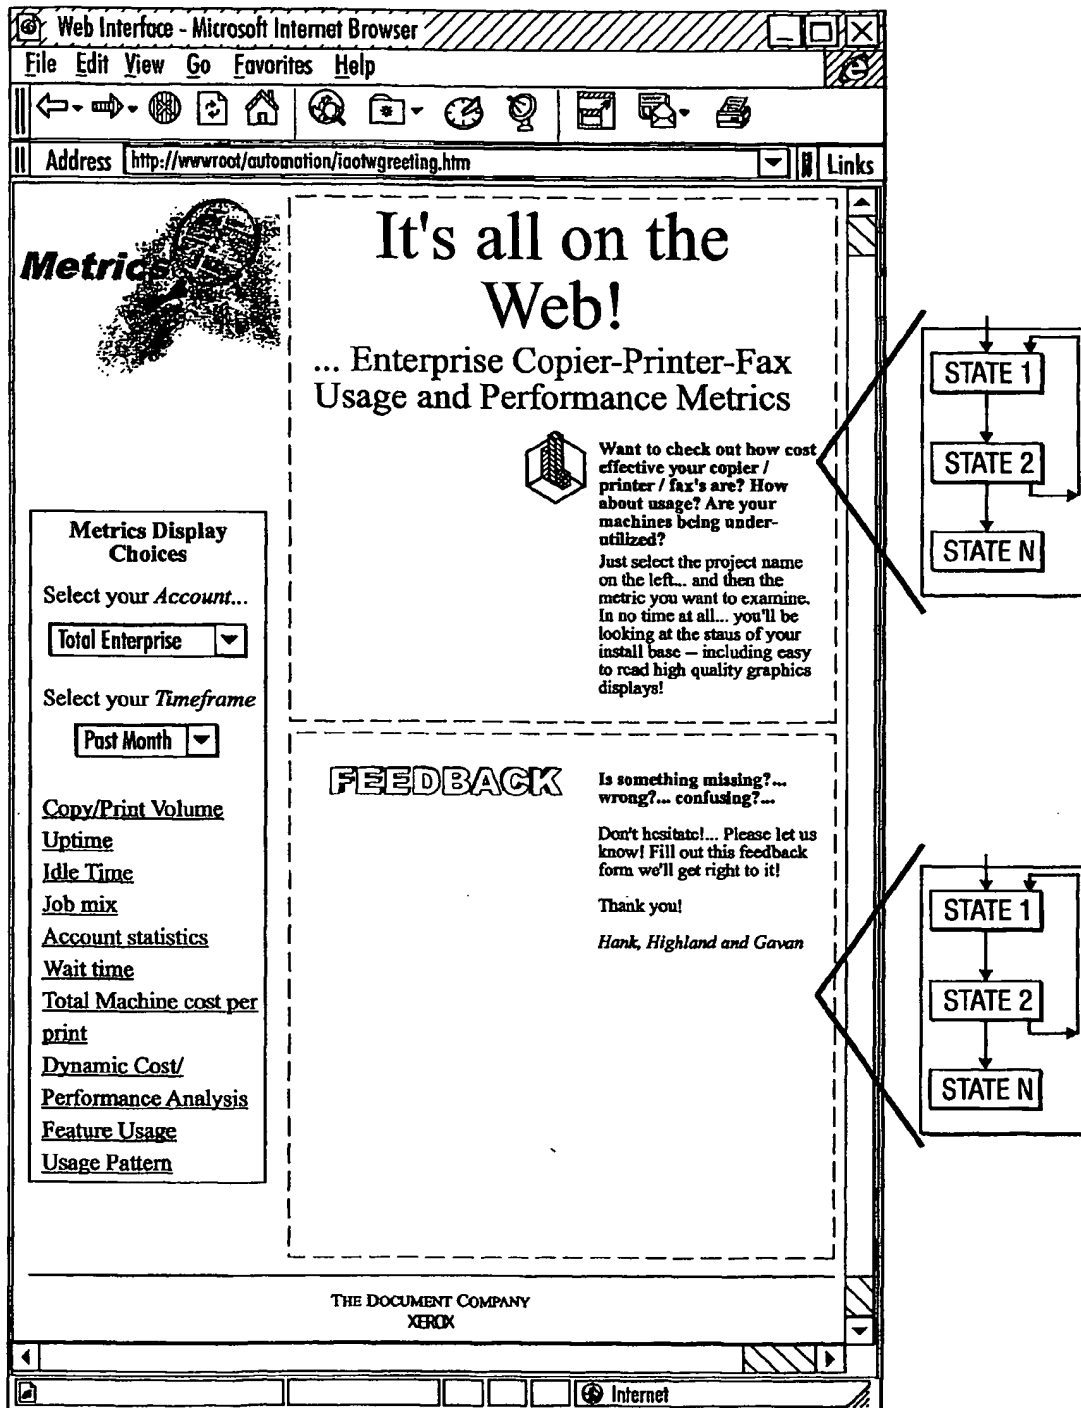 Web Interface - Microsoft Internet Browser
File Edit View Go Favorites Help
Address http://wwwroot/automation/iaotwgreeting.htm Links
Metrics
It's all on the
Web!
... Enterprise Copier-Printer-Fax
Usage and Performance Metrics
Want to check out how cost
effective your copier /
printer / fax's are? How
about usage? Are your
machines being under-
utilized?
Just select the project name
on the left... and then the
metric you want to examine.
In no time at all... you'll be
looking at the staus of your
install base – including easy
to read high quality graphics
displays!
Metrics Display
Choices
Select your Account...
Total Enterprise
Select your Timeframe
Past Month
Copy/Print Volume
Uptime
Idle Time
Job mix
Account statistics
Wait time
Total Machine cost per
print
Dynamic Cost/
Performance Analysis
Feature Usage
Usage Pattern
FEEDBACK
Is something missing?...
wrong?... confusing?...
Don't hesitate!... Please let us
know! Fill out this feedback
form we'll get right to it!
Thank you!
Hank, Highland and Gavan
THE DOCUMENT COMPANY
XEROX
Internet
STATE 1
STATE 2
STATE N
STATE 1
STATE 2
STATE N